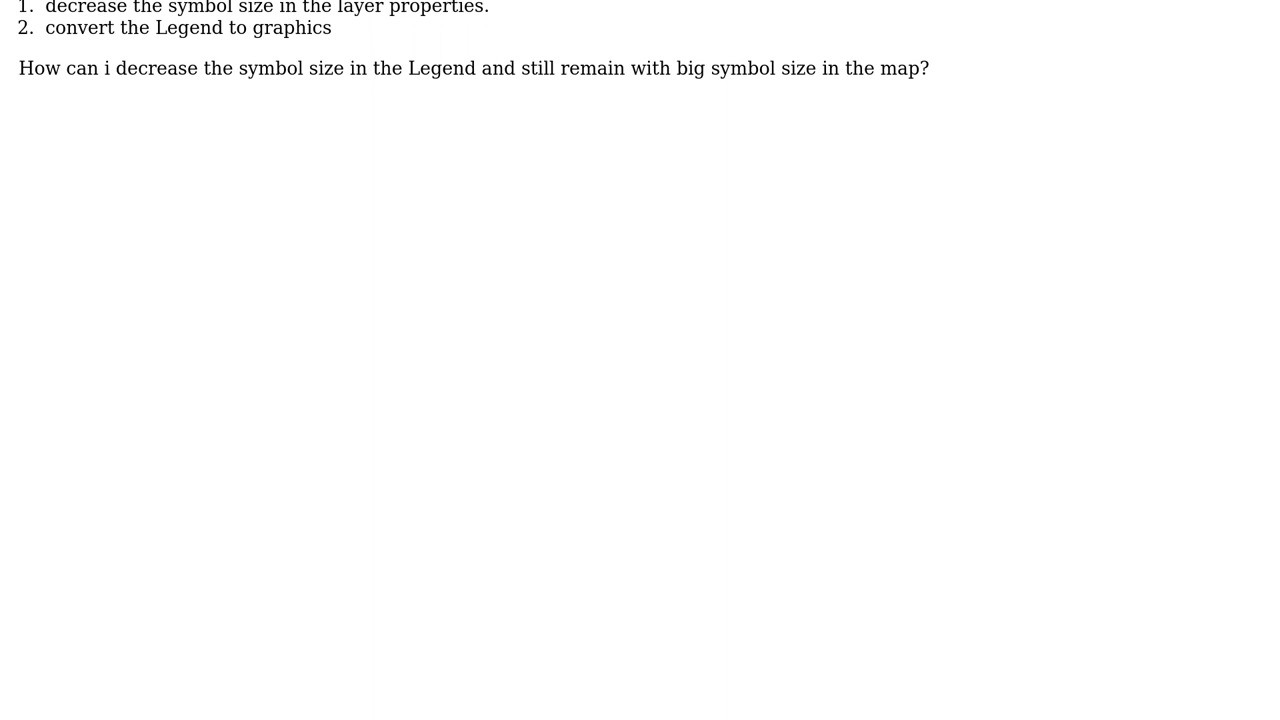 1. decrease the symbol size in the layer properties.
2. convert the Legend to graphics
How can i decrease the symbol size in the Legend and still remain with big symbol size in the map?